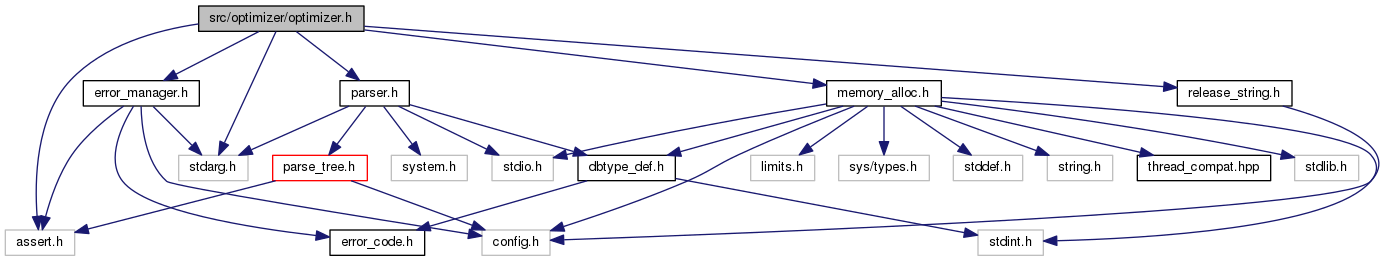 src/optimizer/optimizer.h
error_manager.h
parser.h
memory_alloc.h
release_string.h
stdarg.h
parse_tree.h
system.h
stdio.h
dbtype_def.h
limits.h
sys/types.h
stddef.h
string.h
thread_compat.hpp
stdlib.h
assert.h
error_code.h
config.h
stdint.h